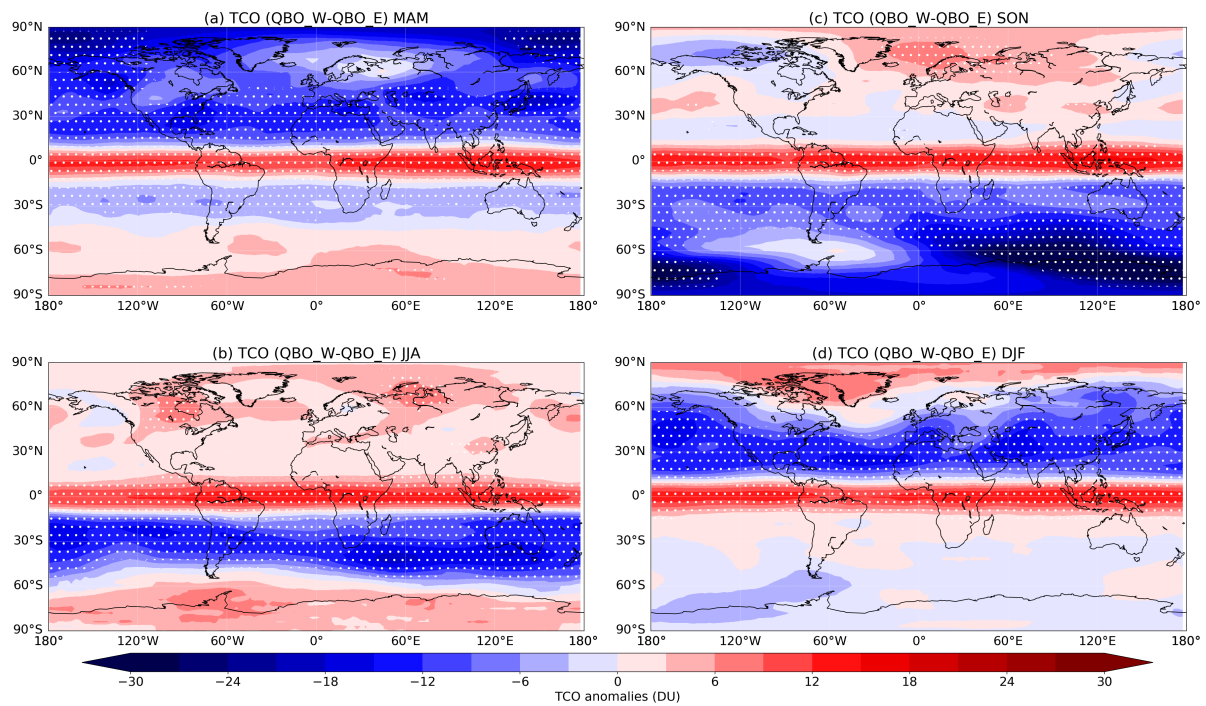 (a) TCO (QBO_W-QBO_E) MAM
90°N
60°N
30°N
0°
30°S
60°S
90°S
180° 120°W 60°W 0° 60°E 120°E 180°
(c) TCO (QBO_W-QBO_E) SON
90°N
60°N
30°N
0°
30°S
60°S
90°S
180° 120°W 60°W 0° 60°E 120°E 180°
(b) TCO (QBO_W-QBO_E) JJA
90°N
60°N
30°N
0°
30°S
60°S
90°S
180° 120°W 60°W 0° 60°E 120°E 180°
(d) TCO (QBO_W-QBO_E) DJF
90°N
60°N
30°N
0°
30°S
60°S
90°S
180° 120°W 60°W 0° 60°E 120°E 180°
−30 −24 −18 −12 −6 0 6 12 18 24 30
TCO anomalies (DU)